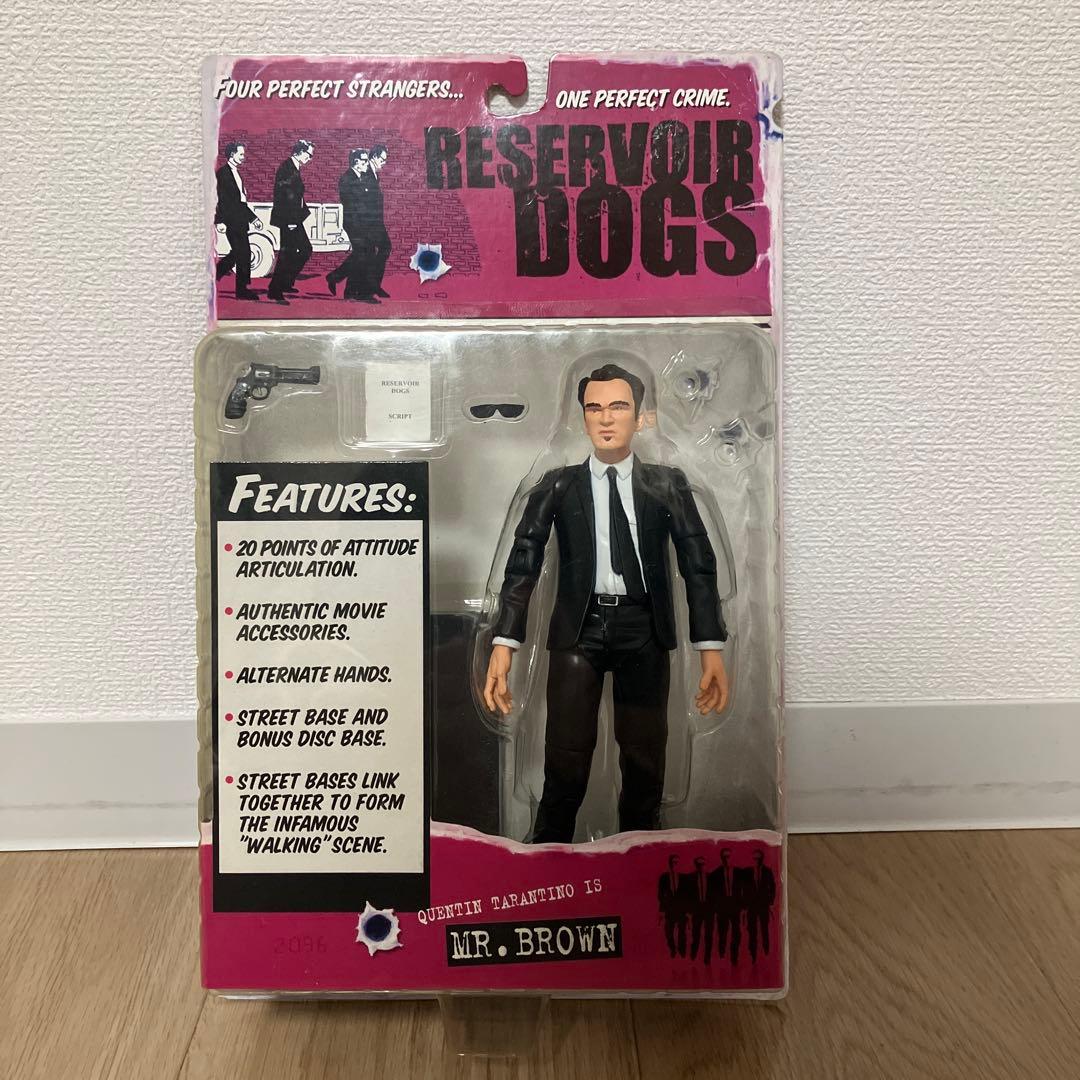 FOUR PERFECT STRANGERS...
ONE PERFECT CRIME.
RESERVOIR
DOGS
RESERVOIR
DOGS
SCRIPT
FEATURES:
• 20 POINTS OF ATTITUDE
ARTICULATION.
• AUTHENTIC MOVIE
ACCESSORIES.
• ALTERNATE HANDS.
• STREET BASE AND
BONUS DISC BASE.
• STREET BASES LINK
TOGETHER TO FORM
THE INFAMOUS
"WALKING" SCENE.
QUENTIN TARANTINO IS
MR. BROWN
2096